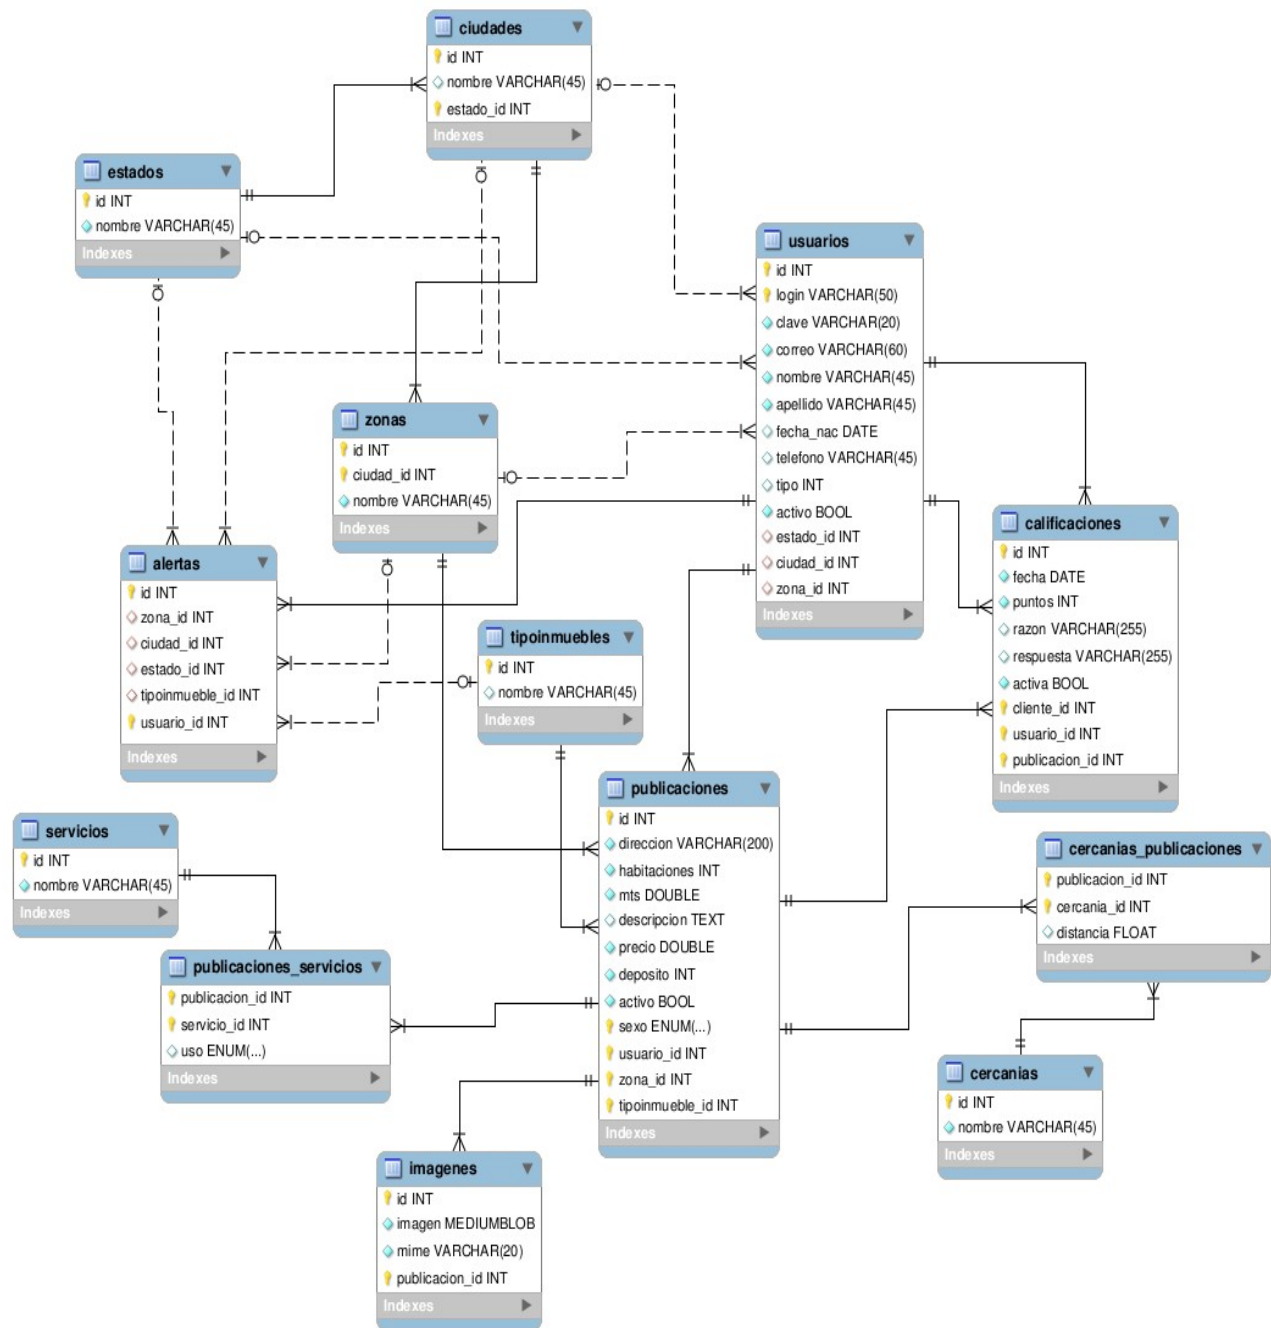 ciudades
id INT
nombre VARCHAR(45)
estado_id INT
Indexes
estados
id INT
nombre VARCHAR(45)
Indexes
usuarios
id INT
login VARCHAR(50)
clave VARCHAR(20)
correo VARCHAR(60)
nombre VARCHAR(45)
apellido VARCHAR(45)
fecha_nac DATE
telefono VARCHAR(45)
tipo INT
activo BOOL
estado_id INT
ciudad_id INT
zona_id INT
Indexes
zonas
id INT
ciudad_id INT
nombre VARCHAR(45)
Indexes
calificaciones
id INT
fecha DATE
puntos INT
razon VARCHAR(255)
respuesta VARCHAR(255)
activa BOOL
cliente_id INT
usuario_id INT
publicacion_id INT
Indexes
alertas
id INT
zona_id INT
ciudad_id INT
estado_id INT
tipoinmueble_id INT
usuario_id INT
Indexes
tipoinmuebles
id INT
nombre VARCHAR(45)
Indexes
publicaciones
id INT
direccion VARCHAR(200)
habitaciones INT
mts DOUBLE
descripcion TEXT
precio DOUBLE
deposito INT
activo BOOL
sexo ENUM(...)
usuario_id INT
zona_id INT
tipoinmueble_id INT
Indexes
servicios
id INT
nombre VARCHAR(45)
Indexes
cercanias_publicaciones
publicacion_id INT
cercania_id INT
distancia FLOAT
Indexes
publicaciones_servicios
publicacion_id INT
servicio_id INT
uso ENUM(...)
Indexes
cercanias
id INT
nombre VARCHAR(45)
Indexes
imagenes
id INT
imagen MEDIUMBLOB
mime VARCHAR(20)
publicacion_id INT
Indexes